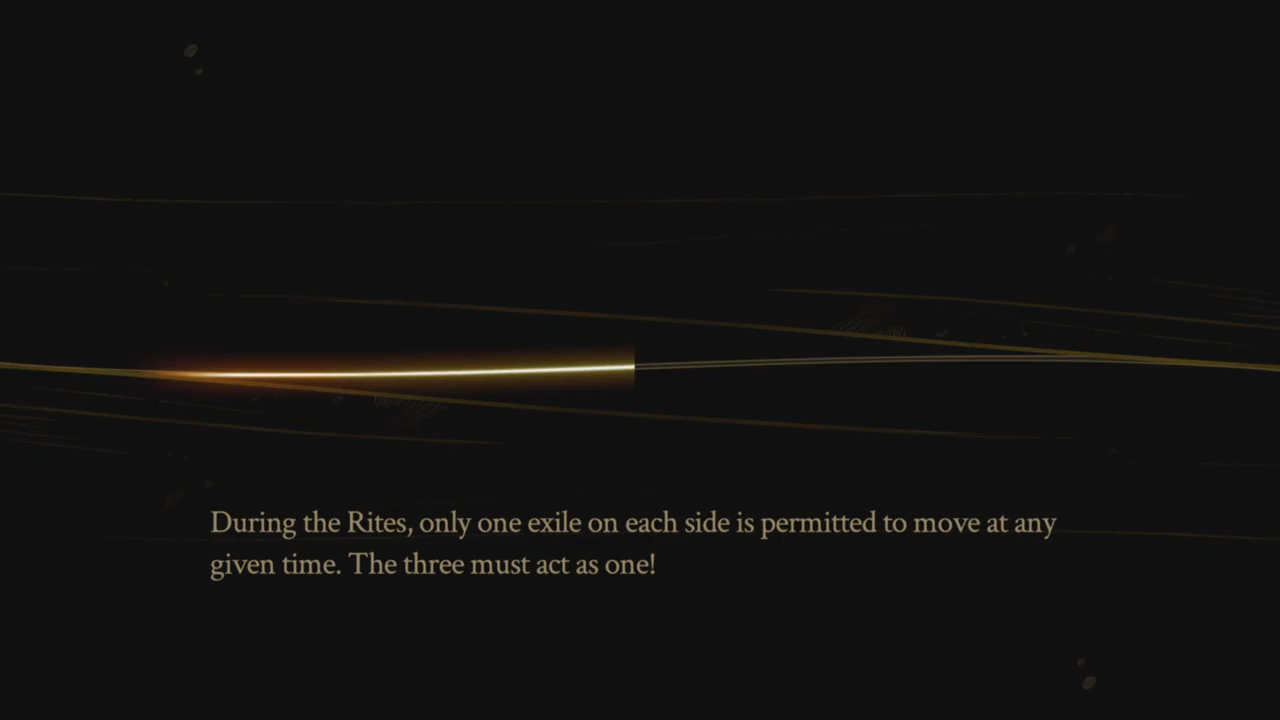 During the Rites, only one exile on each side is permitted to move at any
given time. The three must act as one!